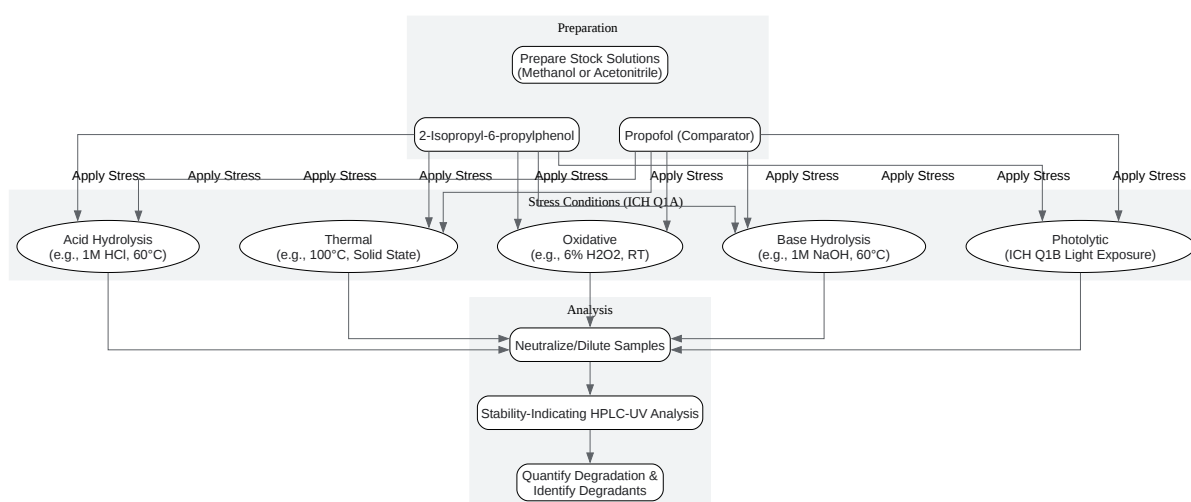 Preparation
Prepare Stock Solutions
(Methanol or Acetonitrile)
2-Isopropyl-6-propylphenol
Propofol (Comparator)
Apply Stress
Apply Stress
Apply Stress
Apply Stress
Apply Stress
Apply Stress
Apply Stress
Apply Stress
Apply Stress
Apply Stress
Stress Conditions (ICH Q1A)
Acid Hydrolysis
(e.g., 1M HCl, 60°C)
Thermal
(e.g., 100°C, Solid State)
Oxidative
(e.g., 6% H2O2, RT)
Base Hydrolysis
(e.g., 1M NaOH, 60°C)
Photolytic
(ICH Q1B Light Exposure)
Analysis
Neutralize/Dilute Samples
Stability-Indicating HPLC-UV Analysis
Quantify Degradation &
Identify Degradants